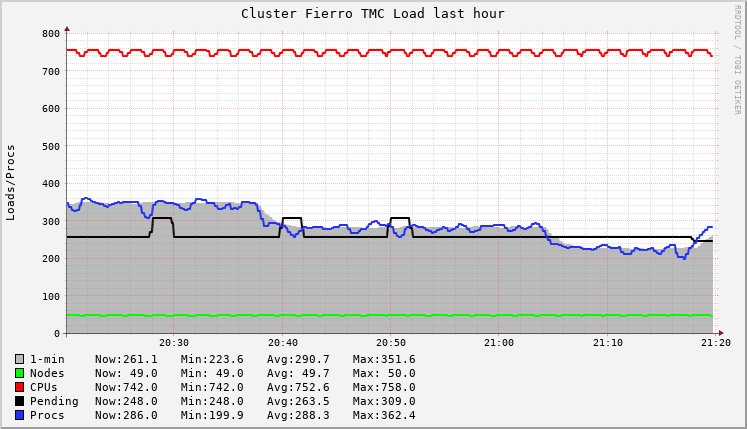 Cluster Fierro TMC Load last hour
RRDTOOL / TOBI OETIKER
Loads/Procs
800
700
600
500
400
300
200
100
0
20:30 20:40 20:50 21:00 21:10 21:20
1-min Now:261.1 Min:223.6 Avg:290.7 Max:351.6
Nodes Now: 49.0 Min: 49.0 Avg: 49.7 Max: 50.0
CPUs Now:742.0 Min:742.0 Avg:752.6 Max:758.0
Pending Now:248.0 Min:248.0 Avg:263.5 Max:309.0
Procs Now:286.0 Min:199.9 Avg:288.3 Max:362.4